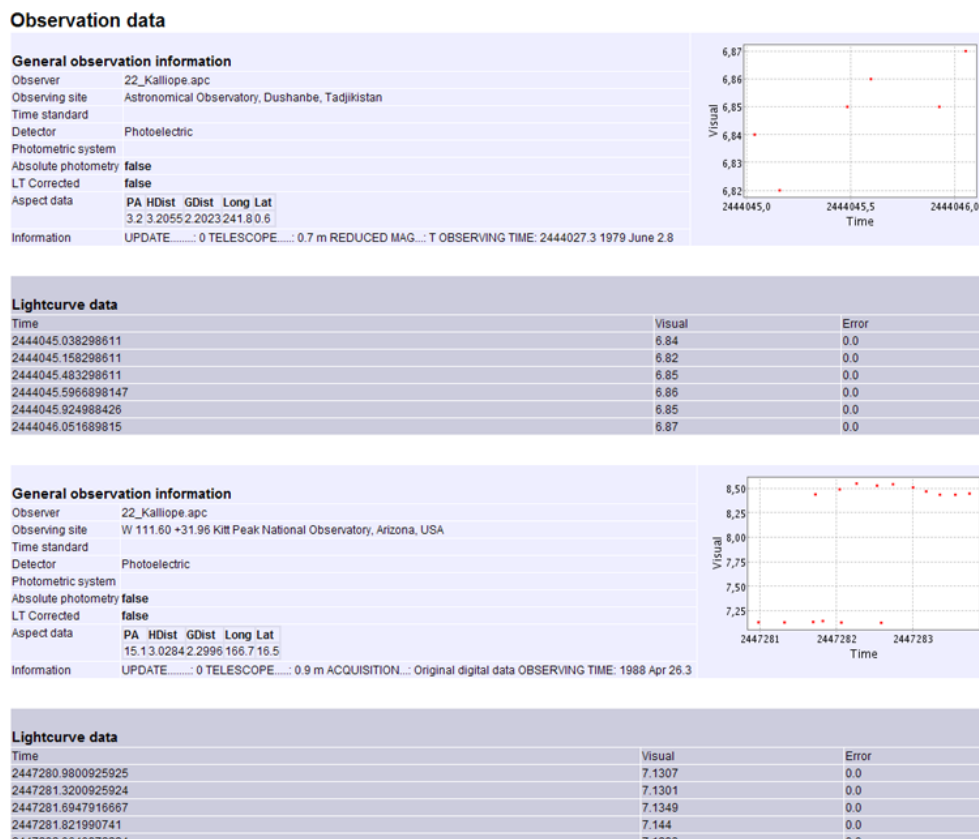 Observation data
General observation information
Observer 22_Kalliope.apc
Observing site Astronomical Observatory, Dushanbe, Tadjikistan
Time standard
Detector Photoelectric
Photometric system
Absolute photometry false
LT Corrected false
Aspect data PA HDist GDist Long Lat
3.2 3.2055 2.2023 241.8 0.6
Information UPDATE........: 0 TELESCOPE.....: 0.7 m REDUCED MAG...: T OBSERVING TIME: 2444027.3 1979 June 2.8
6,87
6,86
6,85
6,84
6,83
6,82
Visual
2444045,0 2444045,5 2444046,0
Time
Lightcurve data
Time Visual Error
2444045.038298611 6.84 0.0
2444045.158298611 6.82 0.0
2444045.483298611 6.85 0.0
2444045.5966898147 6.86 0.0
2444045.924988426 6.85 0.0
2444046.051689815 6.87 0.0
General observation information
Observer 22_Kalliope.apc
Observing site W 111.60 +31.96 Kitt Peak National Observatory, Arizona, USA
Time standard
Detector Photoelectric
Photometric system
Absolute photometry false
LT Corrected false
Aspect data PA HDist GDist Long Lat
15.1 3.0284 2.2996 166.7 16.5
Information UPDATE........: 0 TELESCOPE.....: 0.9 m ACQUISITION...: Original digital data OBSERVING TIME: 1988 Apr 26.3
8,50
8,25
8,00
7,75
7,50
7,25
Visual
2447281 2447282 2447283
Time
Lightcurve data
Time Visual Error
2447280.9800925925 7.1307 0.0
2447281.3200925924 7.1301 0.0
2447281.6947916667 7.1349 0.0
2447281.821990741 7.144 0.0